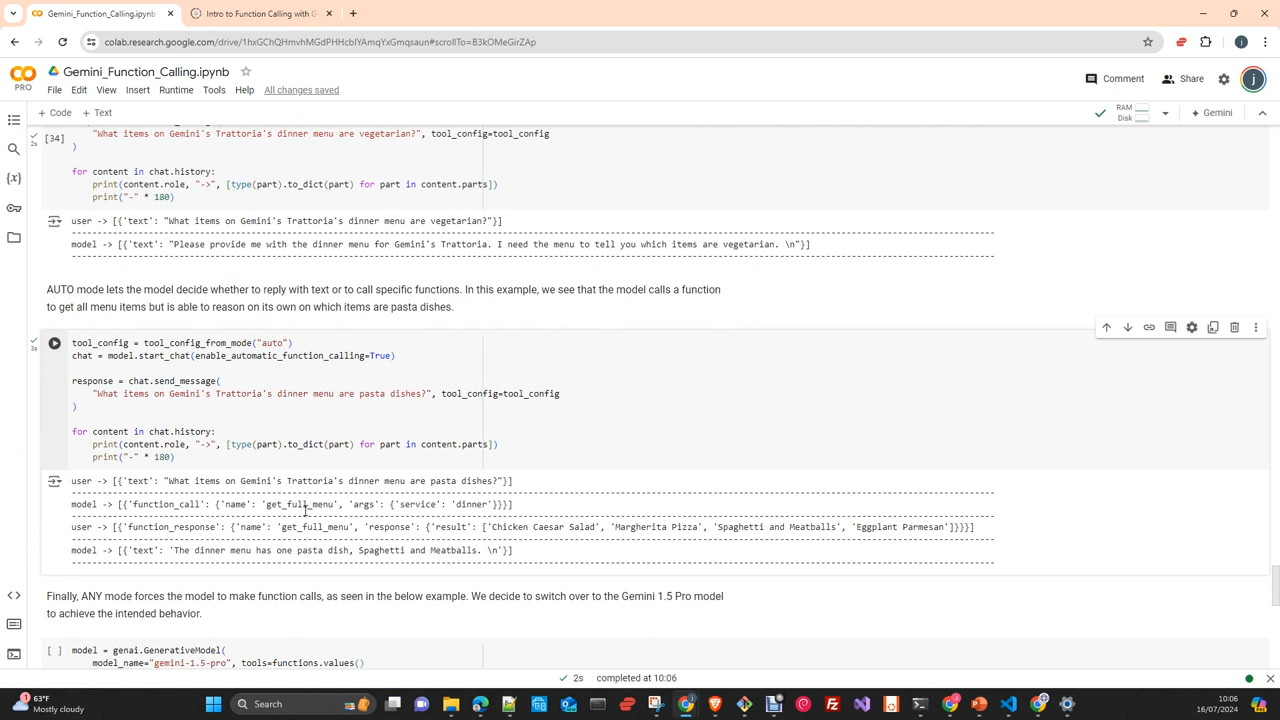 Gemini_Function_Calling.ipynb
Intro to Function Calling with G
colab.research.google.com/drive/1hxGChQHmvhMGdPHHcblYAmqYxGmqsaun#scrollTo=B3kOMeGirZAp
j
CO
PRO
Gemini_Function_Calling.ipynb
Comment
Share
j
File Edit View Insert Runtime Tools Help All changes saved
+ Code + Text
RAM
Disk
Gemini
2s
[34]
"What items on Gemini's Trattoria's dinner menu are vegetarian?", tool_config=tool_config
)
for content in chat.history:
print(content.role, "->", [type(part).to_dict(part) for part in content.parts])
print("-" * 180)
user -> [{'text': "What items on Gemini's Trattoria's dinner menu are vegetarian?"}]
model -> [{'text': "Please provide me with the dinner menu for Gemini's Trattoria. I need the menu to tell you which items are vegetarian. \n"}]
AUTO mode lets the model decide whether to reply with text or to call specific functions. In this example, we see that the model calls a function
to get all menu items but is able to reason on its own on which items are pasta dishes.
3s
tool_config = tool_config_from_mode("auto")
chat = model.start_chat(enable_automatic_function_calling=True)
response = chat.send_message(
"What items on Gemini's Trattoria's dinner menu are pasta dishes?", tool_config=tool_config
)
for content in chat.history:
print(content.role, "->", [type(part).to_dict(part) for part in content.parts])
print("-" * 180)
user -> [{'text': "What items on Gemini's Trattoria's dinner menu are pasta dishes?"}]
model -> [{'function_call': {'name': 'get_full_menu', 'args': {'service': 'dinner'}}}]
user -> [{'function_response': {'name': 'get_full_menu', 'response': {'result': ['Chicken Caesar Salad', 'Margherita Pizza', 'Spaghetti and Meatballs', 'Eggplant Parmesan']}}}]
model -> [{'text': 'The dinner menu has one pasta dish, Spaghetti and Meatballs. \n'}]
Finally, ANY mode forces the model to make function calls, as seen in the below example. We decide to switch over to the Gemini 1.5 Pro model
to achieve the intended behavior.
[ ]
model = genai.GenerativeModel(
model_name="gemini-1.5-pro", tools=functions.values()
2s completed at 10:06
63°F
Mostly cloudy
Search
10:06
16/07/2024